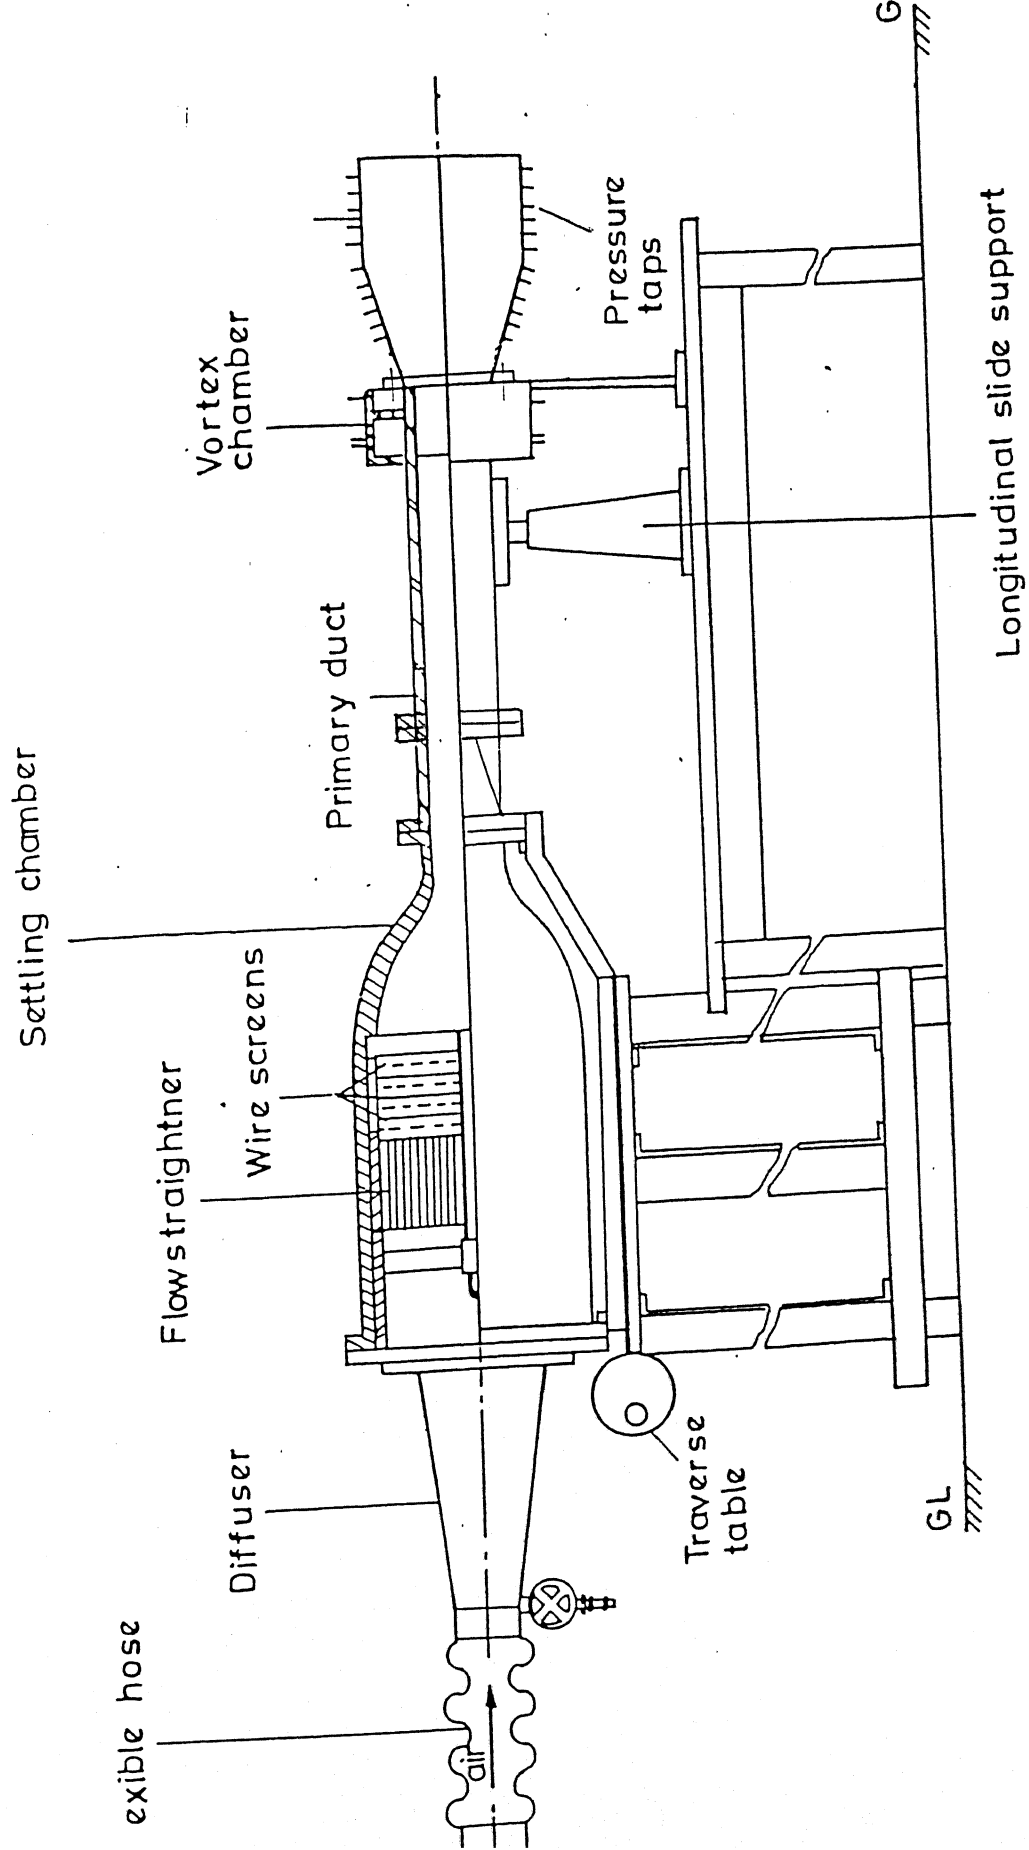 exible hose
air
Diffuser
Flowstraightner
Wire screens
Settling chamber
Primary duct
Vortex
chamber
Pressure
taps
Traverse
table
Longitudinal slide support
GL
G